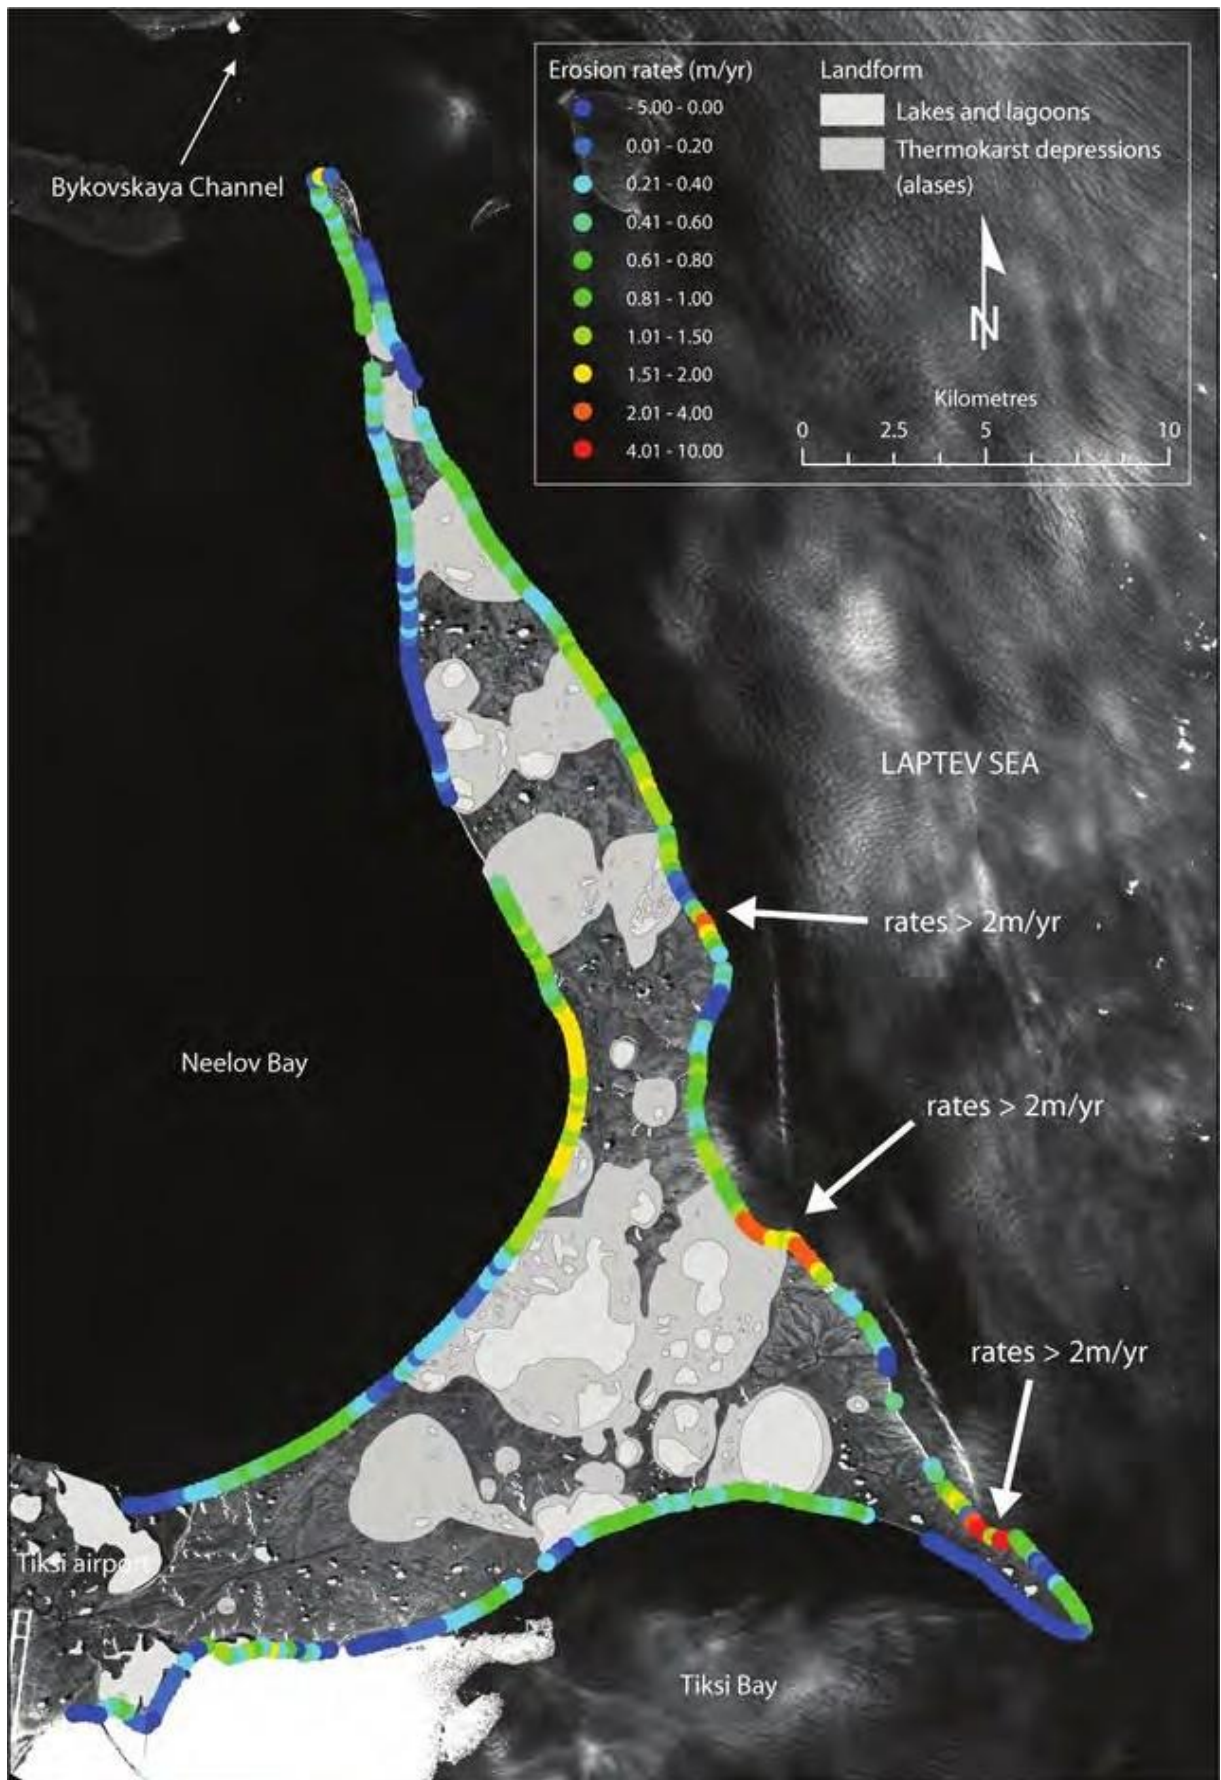 Erosion rates (m/yr)
- 5.00 - 0.00
0.01 - 0.20
0.21 - 0.40
0.41 - 0.60
0.61 - 0.80
0.81 - 1.00
1.01 - 1.50
1.51 - 2.00
2.01 - 4.00
4.01 - 10.00
Landform
Lakes and lagoons
Thermokarst depressions
(alases)
N
Kilometres
0 2.5 5 10
Bykovskaya Channel
LAPTEV SEA
rates > 2m/yr
Neelov Bay
rates > 2m/yr
rates > 2m/yr
Tiksi airport
Tiksi Bay